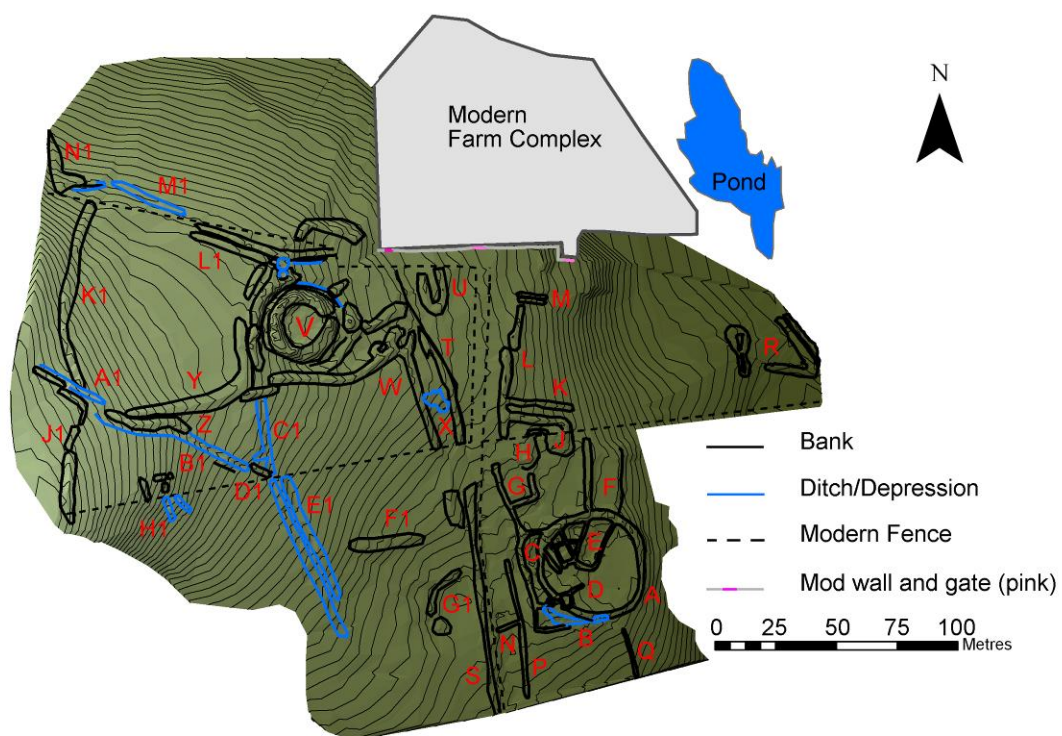 Modern
Farm Complex
Pond
N
N1
M1
L1
K1
V
U
M
T
L
R
K
W
Y
A1
X
Z
J1
C1
J
H
B1
D1
G
F
E1
H1
F1
C
E
D
A
G1
B
N
Q
S
P
Bank
Ditch/Depression
Modern Fence
Mod wall and gate (pink)
0 25 50 75 100
Metres